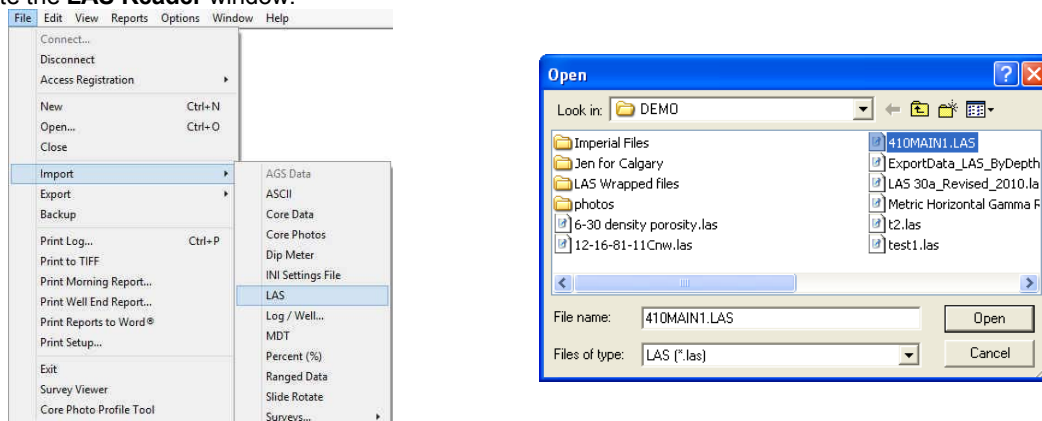 te the LAS Reader window.
File Edit View Reports Options Window Help
Connect...
Disconnect
Access Registration
New Ctrl+N
Open... Ctrl+O
Close
Import
Export
Backup
Print Log... Ctrl+P
Print to TIFF
Print Morning Report...
Print Well End Report...
Print Reports to Word®
Print Setup...
Exit
Survey Viewer
Core Photo Profile Tool
AGS Data
ASCII
Core Data
Core Photos
Dip Meter
INI Settings File
LAS
Log / Well...
MDT
Percent (%)
Ranged Data
Slide Rotate
Surveys...
Open
Look in: DEMO
Imperial Files
Jen for Calgary
LAS Wrapped files
photos
6-30 density porosity.las
12-16-81-11Cnw.las
410MAIN1.LAS
ExportData_LAS_ByDepth
LAS 30a_Revised_2010.la
Metric Horizontal Gamma R
t2.las
test1.las
File name: 410MAIN1.LAS Open
Files of type: LAS (*.las) Cancel